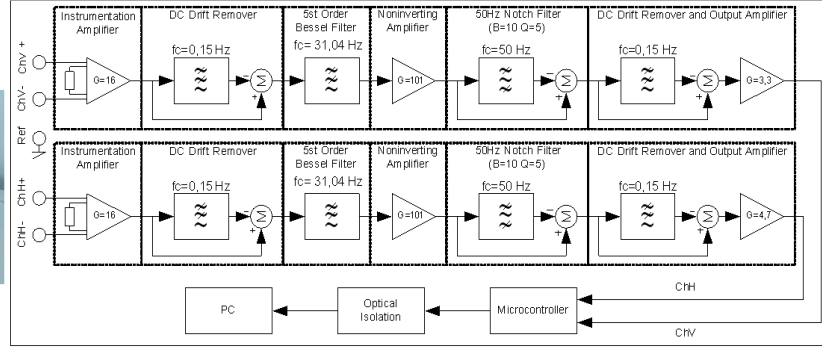 Instrumentation
Amplifier
DC Drift Remover
5st Order
Bessel Filter
Noninverting
Amplifier
50Hz Notch Filter
(B=10 Q=5)
DC Drift Remover and Output Amplifier
fc=0,15 Hz
fc= 31,04 Hz
fc=50 Hz
fc=0,15 Hz
CnV +
ChV-
G=16
Σ
G=101
Σ
Σ
G=3,3
Ref
Instrumentation
Amplifier
DC Drift Remover
5st Order
Bessel Filter
Noninverting
Amplifier
50Hz Notch Filter
(B=10 Q=5)
DC Drift Remover and Output Amplifier
fc=0,15 Hz
fc= 31,04 Hz
fc=50 Hz
fc=0,15 Hz
ChH+
ChH-
G=16
Σ
G=101
Σ
Σ
G=4,7
PC
Optical
Isolation
Microcontroller
ChH
ChV